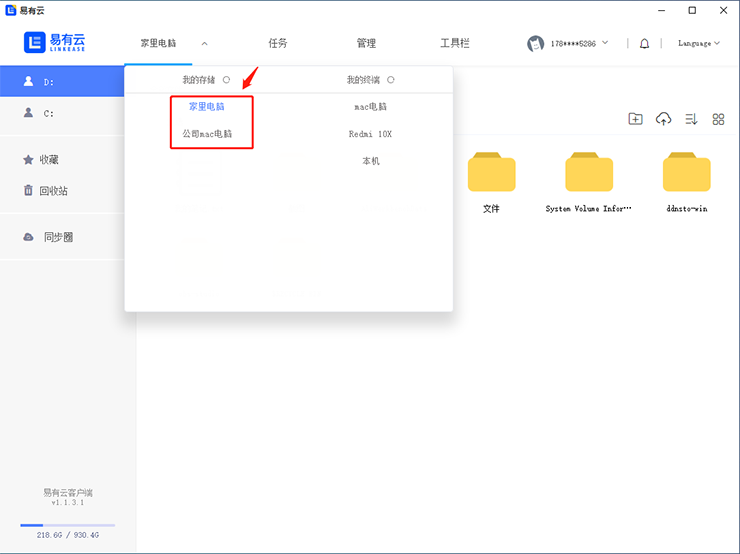 易有云
易有云
LINKEASE
家里电脑
任务
管理
工具栏
178****5286
Language
D:
C:
收藏
回收站
同步圈
我的存储
我的终端
家里电脑
mac电脑
公司mac电脑
Redmi 10X
本机
文件
System Volume Infor···
ddnsto-win
易有云客户端
v1.1.3.1
218.6G / 930.4G